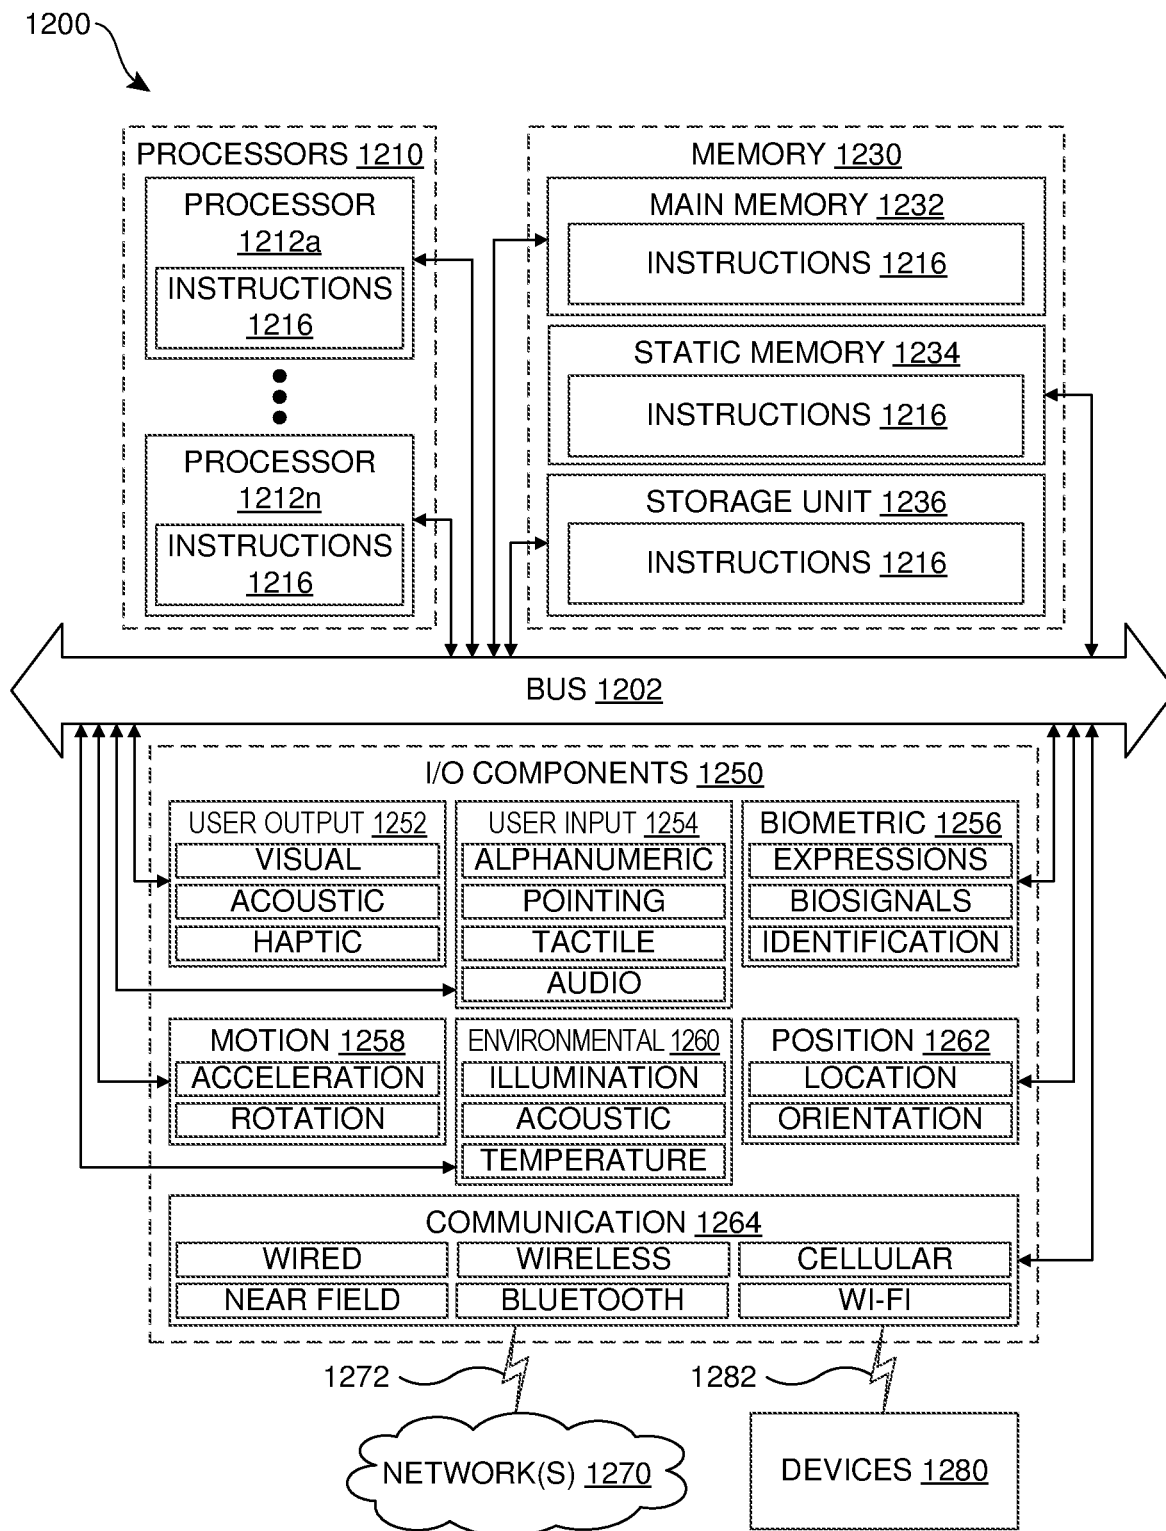 1200
PROCESSORS 1210
PROCESSOR
1212a
INSTRUCTIONS
1216
PROCESSOR
1212n
INSTRUCTIONS
1216
MEMORY 1230
MAIN MEMORY 1232
INSTRUCTIONS 1216
STATIC MEMORY 1234
INSTRUCTIONS 1216
STORAGE UNIT 1236
INSTRUCTIONS 1216
BUS 1202
I/O COMPONENTS 1250
USER OUTPUT 1252
VISUAL
ACOUSTIC
HAPTIC
USER INPUT 1254
ALPHANUMERIC
POINTING
TACTILE
AUDIO
BIOMETRIC 1256
EXPRESSIONS
BIOSIGNALS
IDENTIFICATION
MOTION 1258
ACCELERATION
ROTATION
ENVIRONMENTAL 1260
ILLUMINATION
ACOUSTIC
TEMPERATURE
POSITION 1262
LOCATION
ORIENTATION
COMMUNICATION 1264
WIRED
WIRELESS
CELLULAR
NEAR FIELD
BLUETOOTH
WI-FI
1272
1282
NETWORK(S) 1270
DEVICES 1280